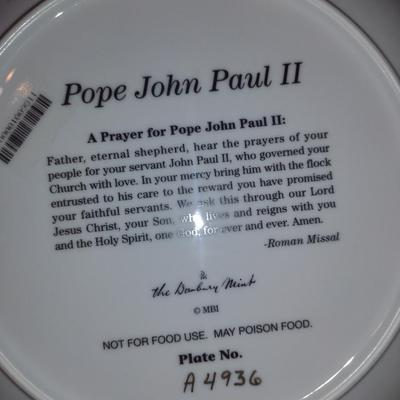 Pope John Paul II
A Prayer for Pope John Paul II:
Father, eternal shepherd, hear the prayers of your
people for your servant John Paul II, who governed your
Church with love. In your mercy bring him with the flock
entrusted to his care to the reward you have promised
your faithful servants. We ask this through our Lord
Jesus Christ, your Son, who lives and reigns with you
and the Holy Spirit, one God, for ever and ever. Amen.
-Roman Missal
the Danbury Mint
© MBI
NOT FOR FOOD USE. MAY POISON FOOD.
Plate No.
A4936